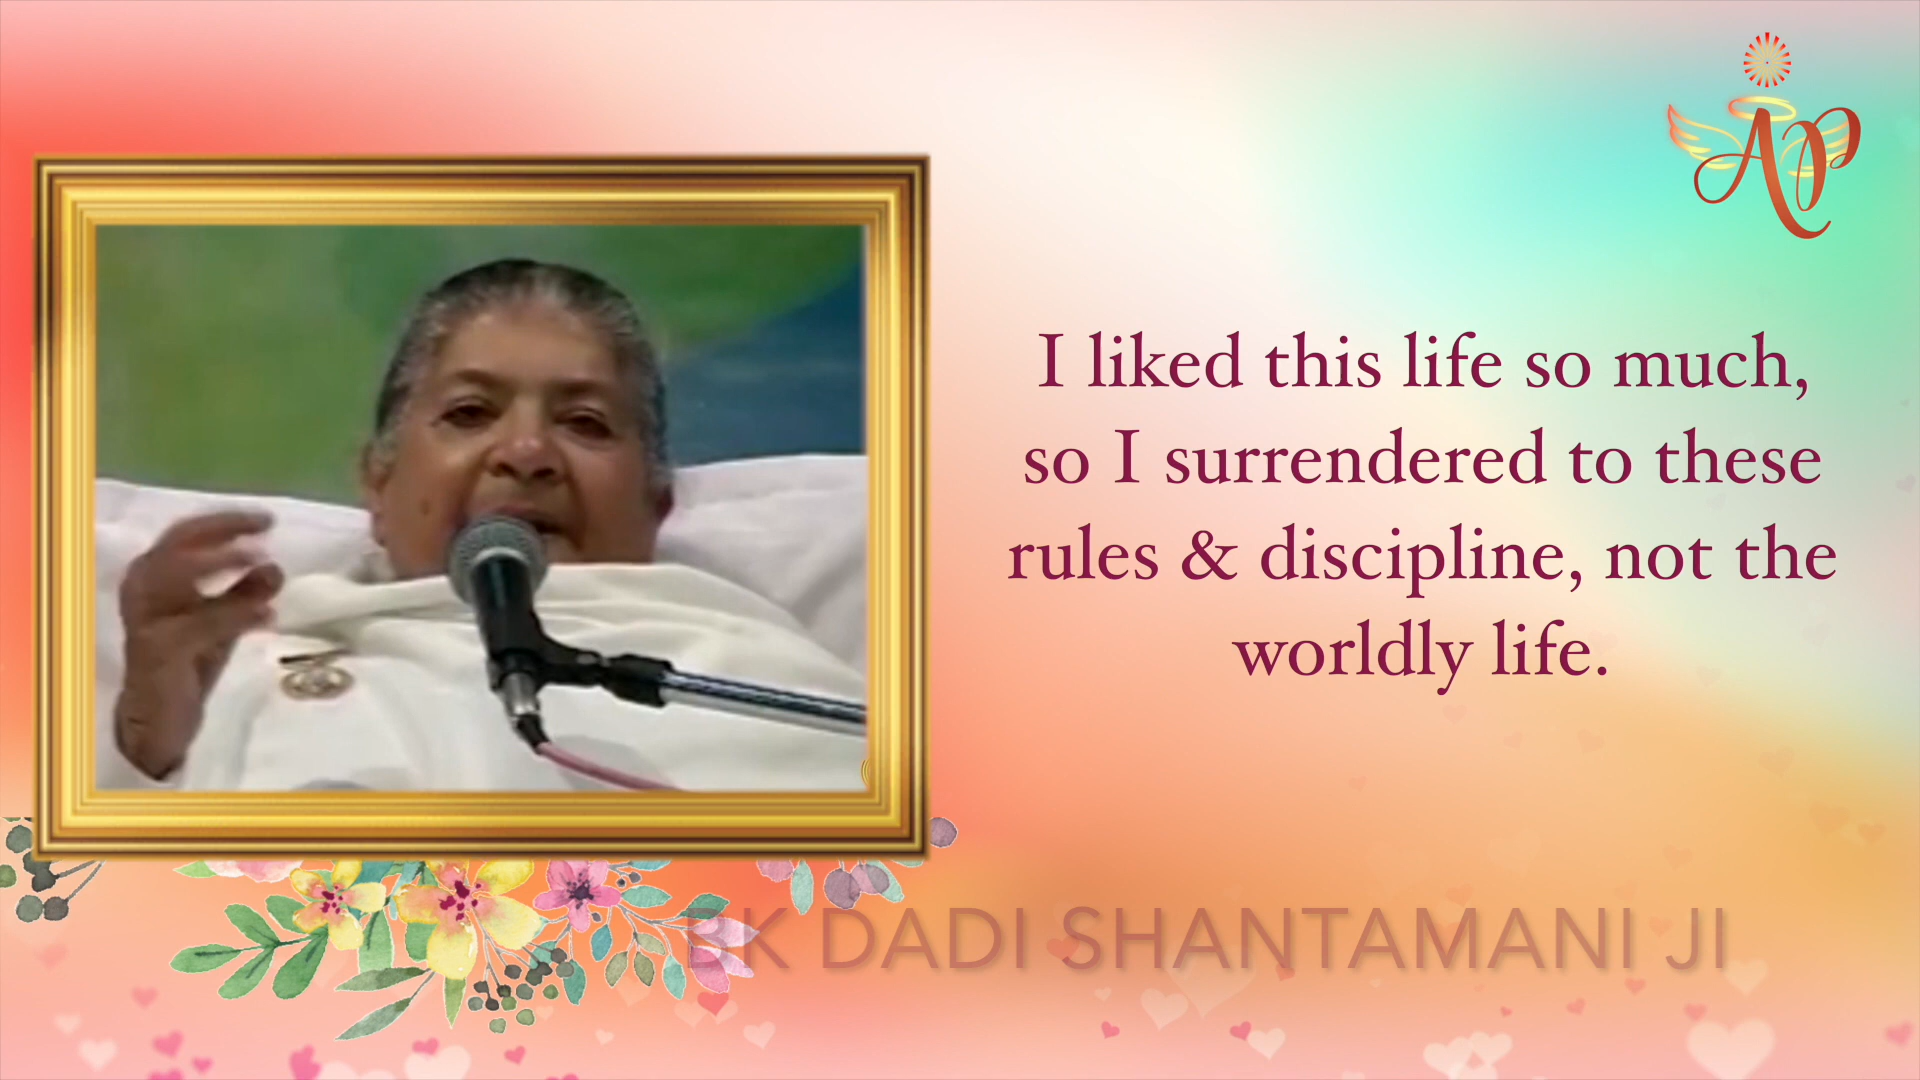 AP
I liked this life so much,
so I surrendered to these
rules & discipline, not the
worldly life.
BK DADI SHANTAMANI JI